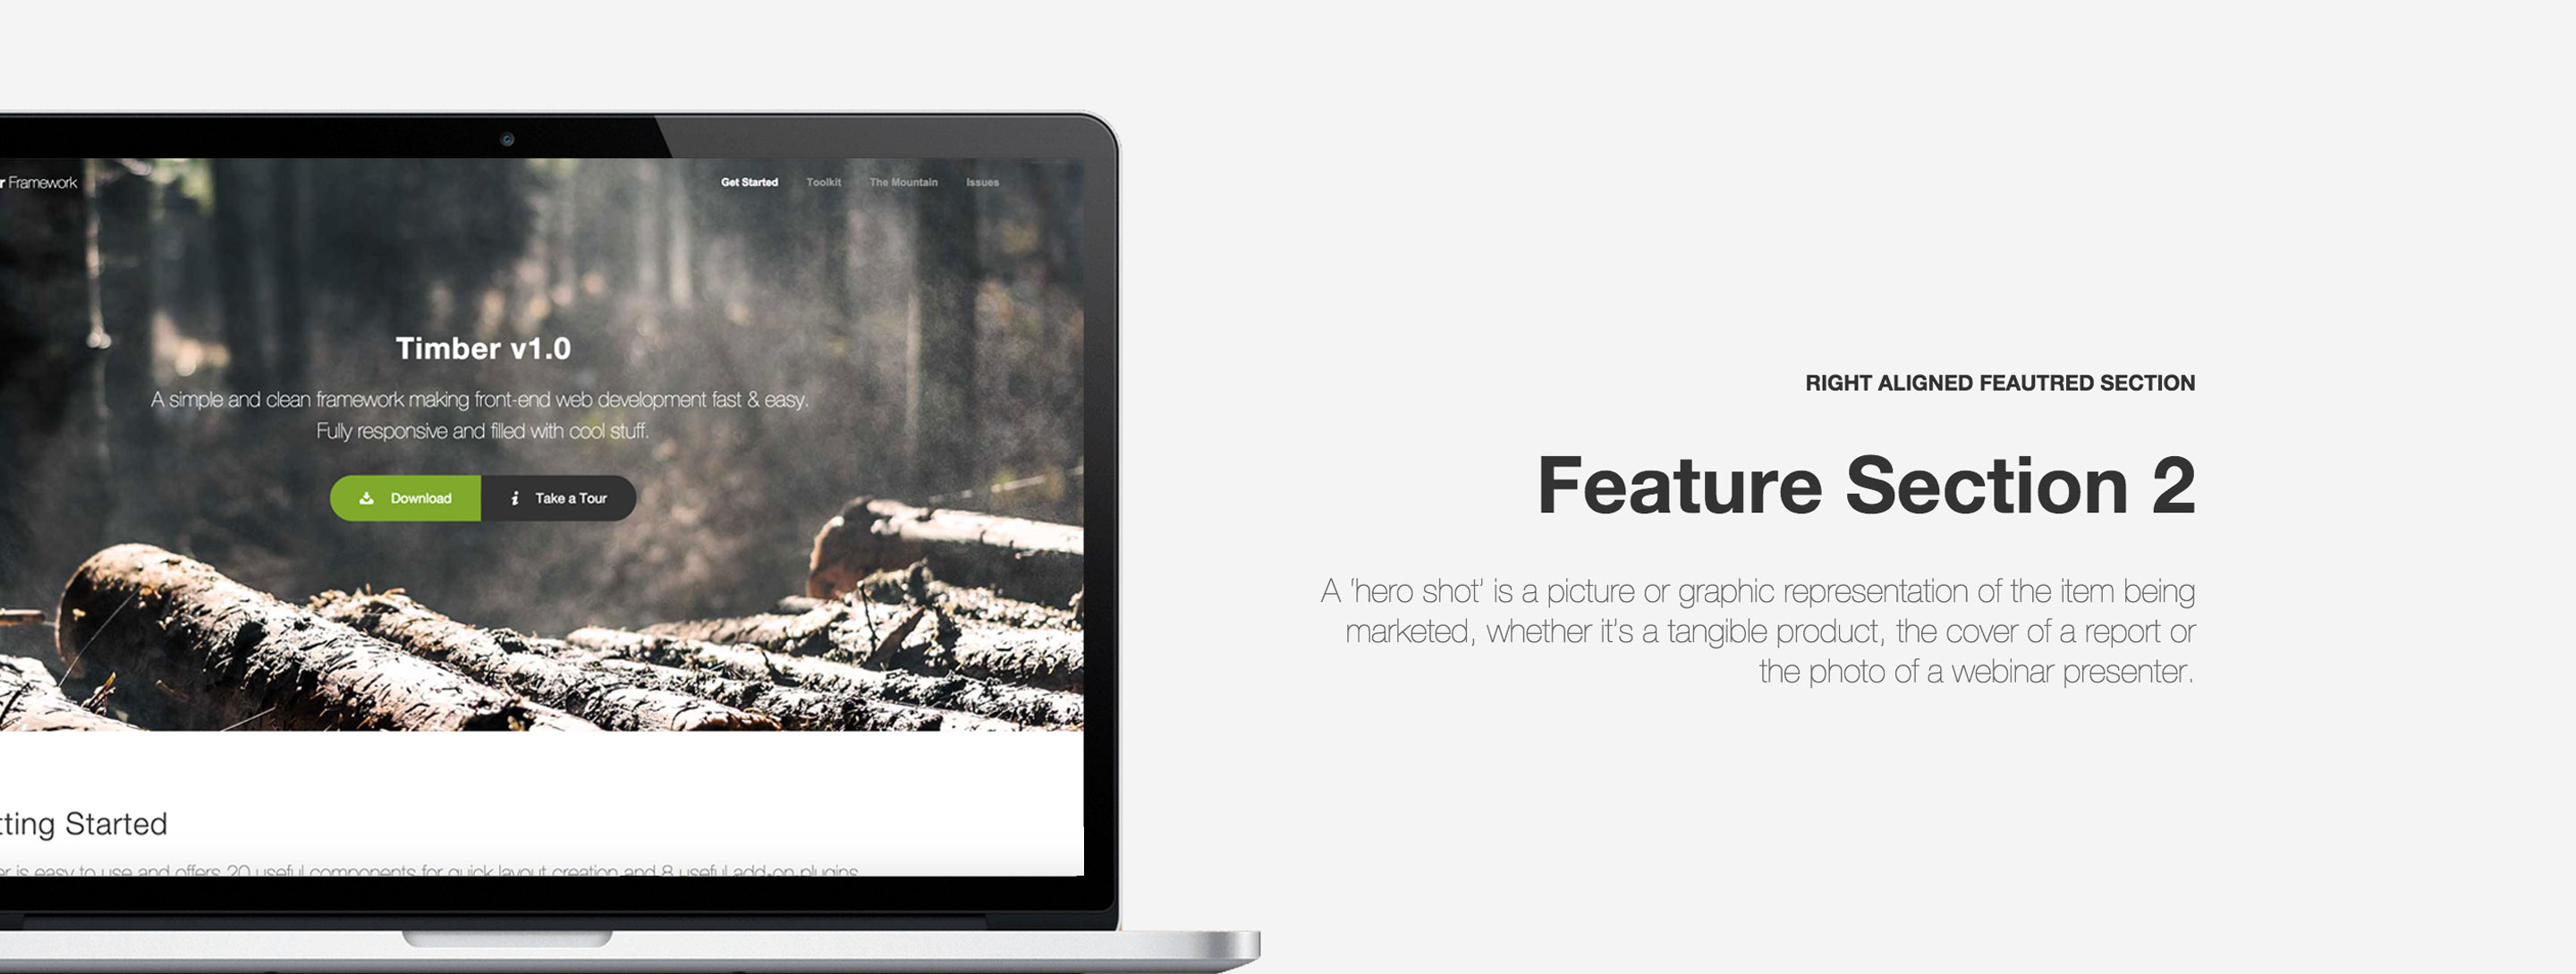 r Framework
Get Started Toolkit The Mountain Issues
Timber v1.0
A simple and clean framework making front-end web development fast & easy.
Fully responsive and filled with cool stuff.
Download Take a Tour
tting Started
er is easy to use and offers 20 useful components for quick layout creation and 8 useful add-on plugins
RIGHT ALIGNED FEAUTRED SECTION
Feature Section 2
A 'hero shot' is a picture or graphic representation of the item being
marketed, whether it's a tangible product, the cover of a report or
the photo of a webinar presenter.